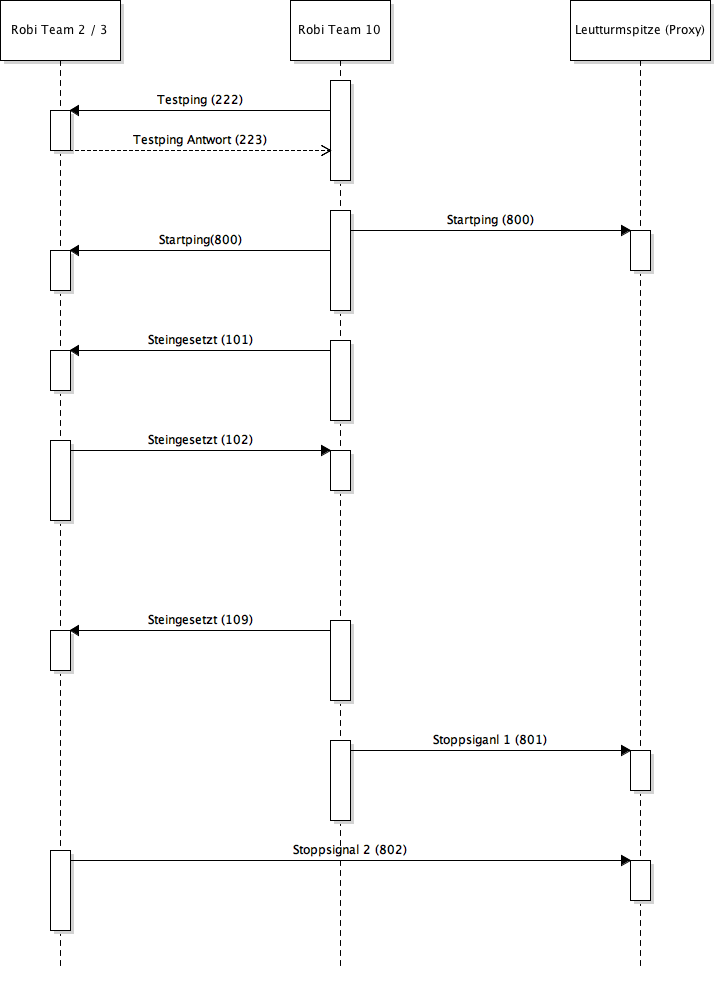 Robi Team 2 / 3
Robi Team 10
Leutturmspitze (Proxy)
Testping (222)
Testping Antwort (223)
Startping (800)
Startping(800)
Steingesetzt (101)
Steingesetzt (102)
Steingesetzt (109)
Stoppsiganl 1 (801)
Stoppsignal 2 (802)